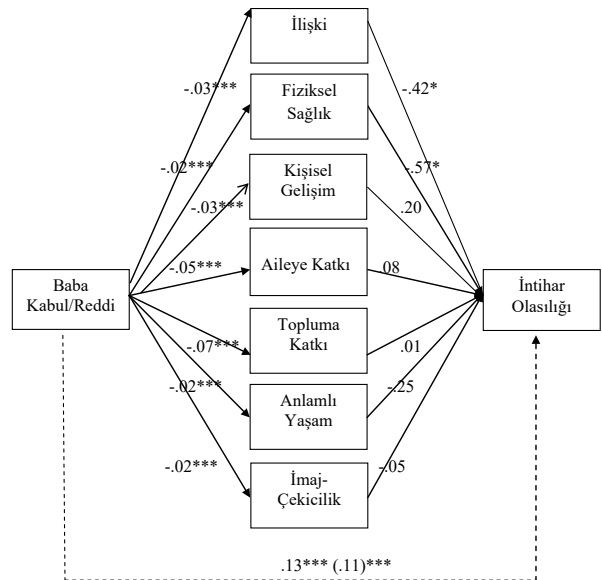 İlişki
-.03***
-.42*
Fiziksel
Sağlık
-.02***
-.57*
Kişisel
Gelişim
-.03***
.20
Aileye Katkı
-.05***
.08
Baba
Kabul/Reddi
İntihar
Olasılığı
Topluma
Katkı
-.07***
.01
Anlamlı
Yaşam
-.02***
-.25
İmaj-
Çekicilik
-.02***
-.05
.13*** (.11)***